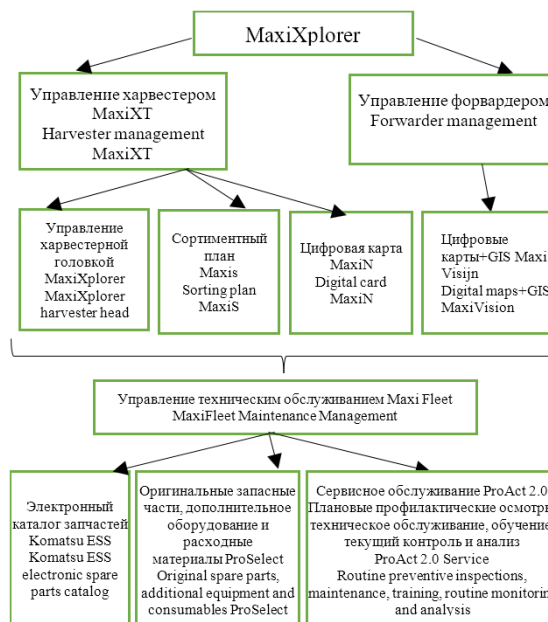 MaxiXplorer
Управление харвестером
MaxiXT
Harvester management
MaxiXT
Управление форвардером
Forwarder management
Управление
харвестерной
головкой
MaxiXplorer
MaxiXplorer
harvester head
Сортиментный
план
Maxis
Sorting plan
MaxiS
Цифровая карта
MaxiN
Digital card
MaxiN
Цифровые
карты+GIS Maxi
Visijn
Digital maps+GIS
MaxiVision
Управление техническим обслуживанием Maxi Fleet
MaxiFleet Maintenance Management
Электронный
каталог запчастей
Komatsu ESS
Komatsu ESS
electronic spare
parts catalog
Оригинальные запасные
части, дополнительное
оборудование и
расходные
материалы ProSelect
Original spare parts,
additional equipment and
consumables ProSelect
Сервисное обслуживание ProAct 2.0
Плановые профилактические осмотры
техническое обслуживание, обучение
текущий контроль и анализ
ProAct 2.0 Service
Routine preventive inspections,
maintenance, training, routine monitoring
and analysis